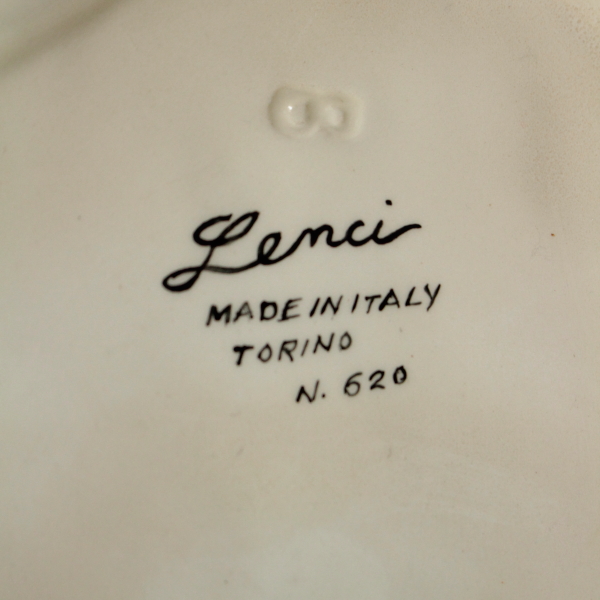 Lenci
MADE IN ITALY
TORINO
N. 620